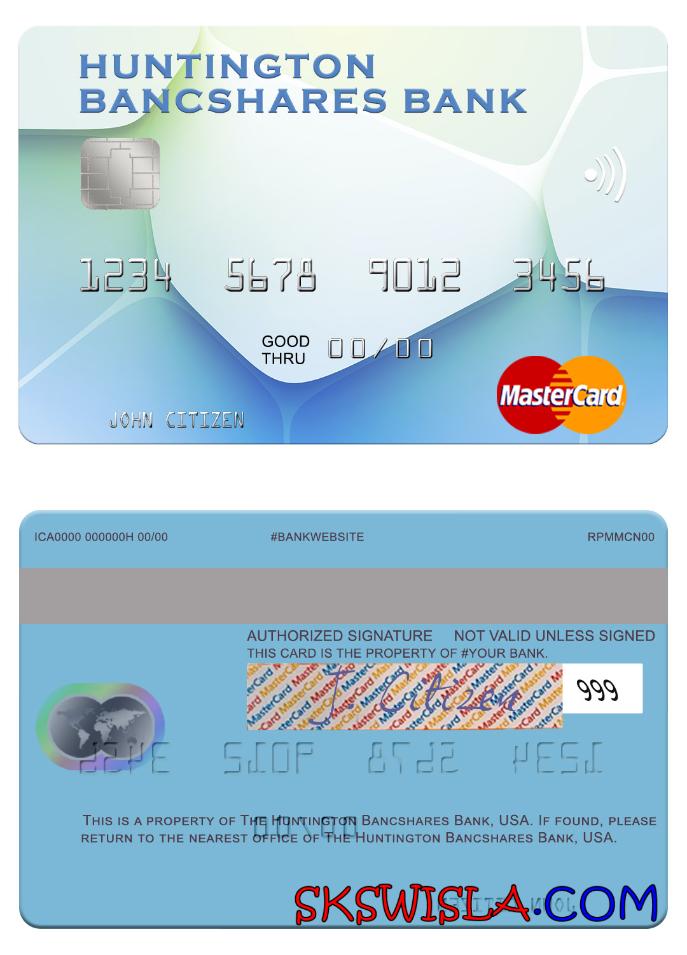 HUNTINGTON
BANCSHARES BANK
1234 5678 9012 3456
GOOD
THRU 00/00
JOHN CITIZEN
MasterCard
ICA0000 000000H 00/00 #BANKWEBSITE RPMMCN00
AUTHORIZED SIGNATURE NOT VALID UNLESS SIGNED
THIS CARD IS THE PROPERTY OF #YOUR BANK.
J. Citizen 999
THIS IS A PROPERTY OF THE HUNTINGTON BANCSHARES BANK, USA. IF FOUND, PLEASE
RETURN TO THE NEAREST OFFICE OF THE HUNTINGTON BANCSHARES BANK, USA.
SKSWISLA.COM